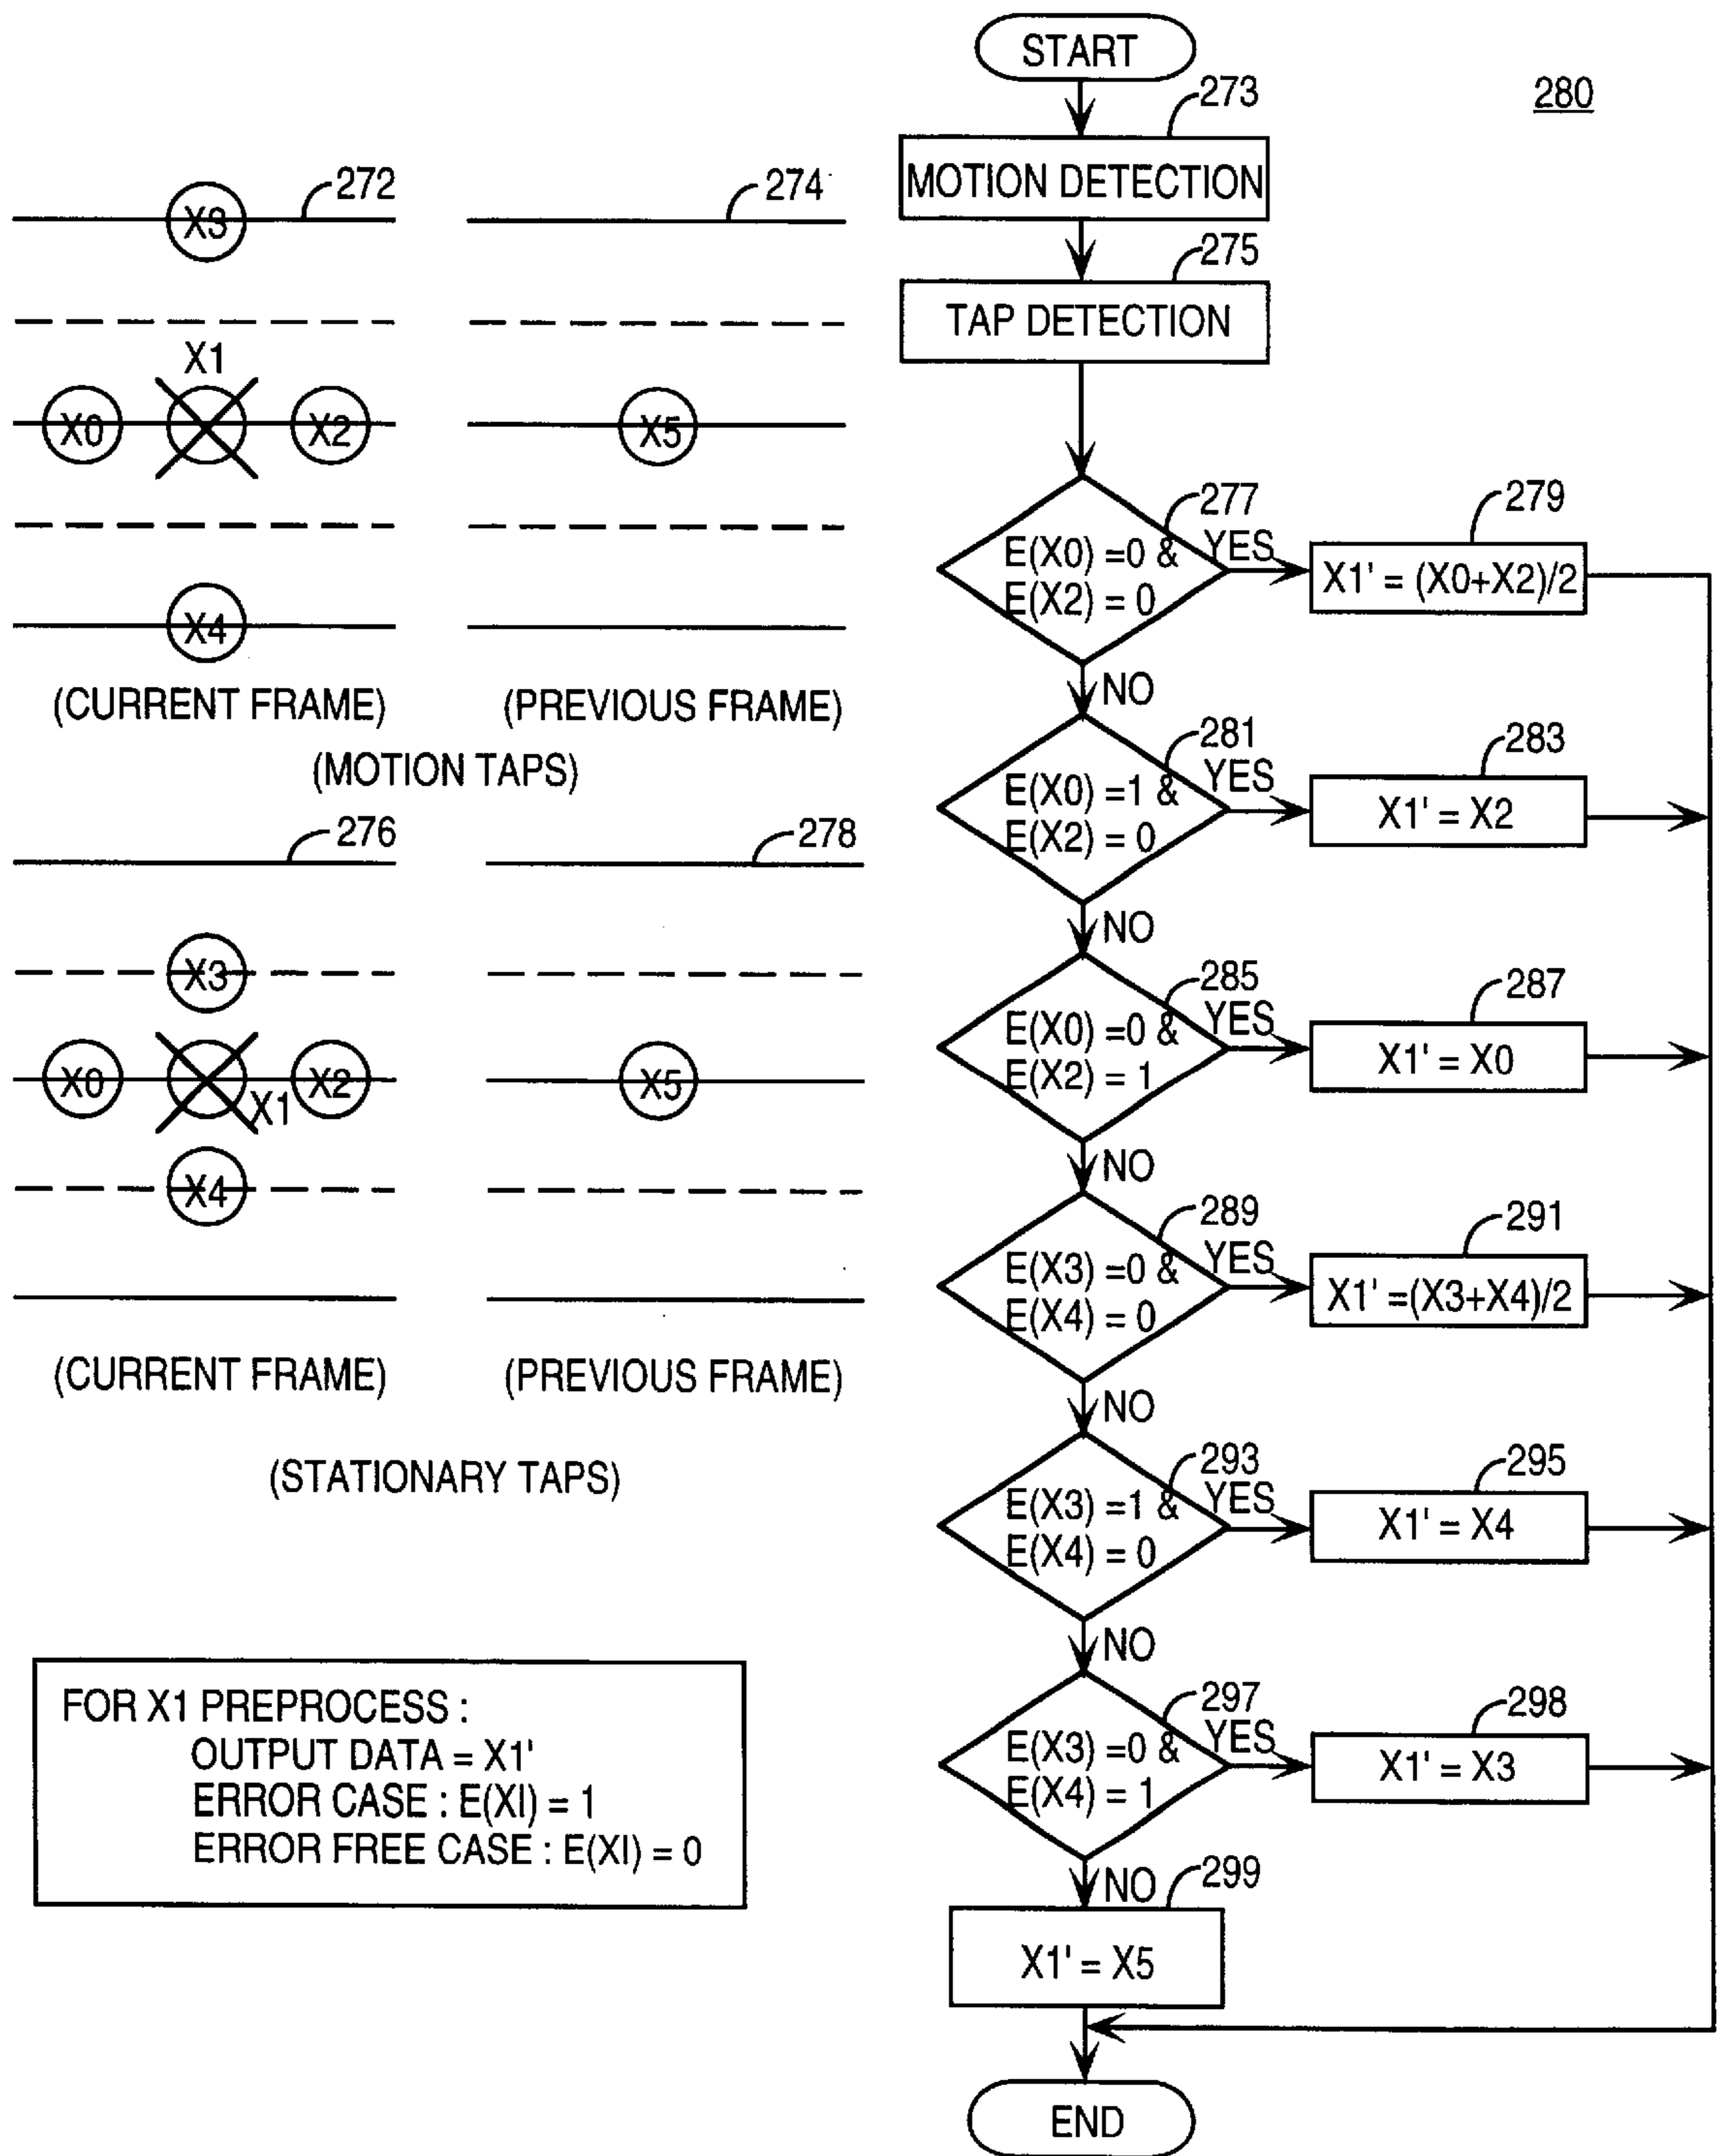 280
272
X3
X1
X0
X2
X4
(CURRENT FRAME)
274
X5
(PREVIOUS FRAME)
(MOTION TAPS)
276
X3
X0
X2
X1
X4
(CURRENT FRAME)
278
X5
(PREVIOUS FRAME)
(STATIONARY TAPS)
FOR X1 PREPROCESS :
OUTPUT DATA = X1'
ERROR CASE : E(XI) = 1
ERROR FREE CASE : E(XI) = 0
START
273
MOTION DETECTION
275
TAP DETECTION
277
E(X0) =0 &
E(X2) = 0
YES
279
X1' = (X0+X2)/2
NO
281
E(X0) =1 &
E(X2) = 0
YES
283
X1' = X2
NO
285
E(X0) =0 &
E(X2) = 1
YES
287
X1' = X0
NO
289
E(X3) =0 &
E(X4) = 0
YES
291
X1' =(X3+X4)/2
NO
293
E(X3) =1 &
E(X4) = 0
YES
295
X1' = X4
NO
297
E(X3) =0 &
E(X4) = 1
YES
298
X1' = X3
NO
299
X1' = X5
END